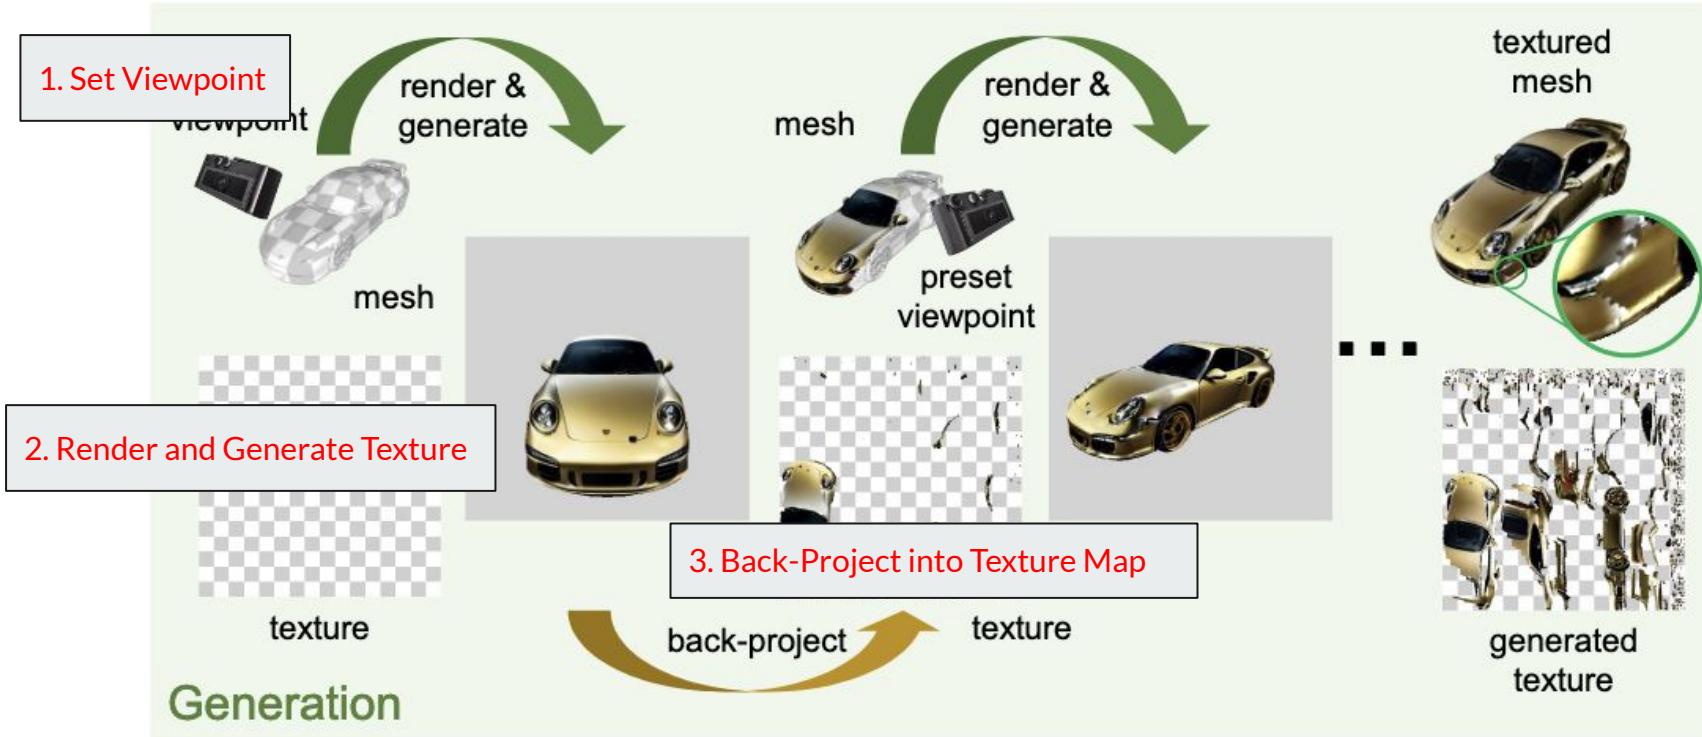 1. Set Viewpoint
viewpoint
render &
generate
mesh
mesh
render &
generate
preset
viewpoint
textured
mesh
2. Render and Generate Texture
3. Back-Project into Texture Map
texture
back-project
texture
generated
texture
Generation